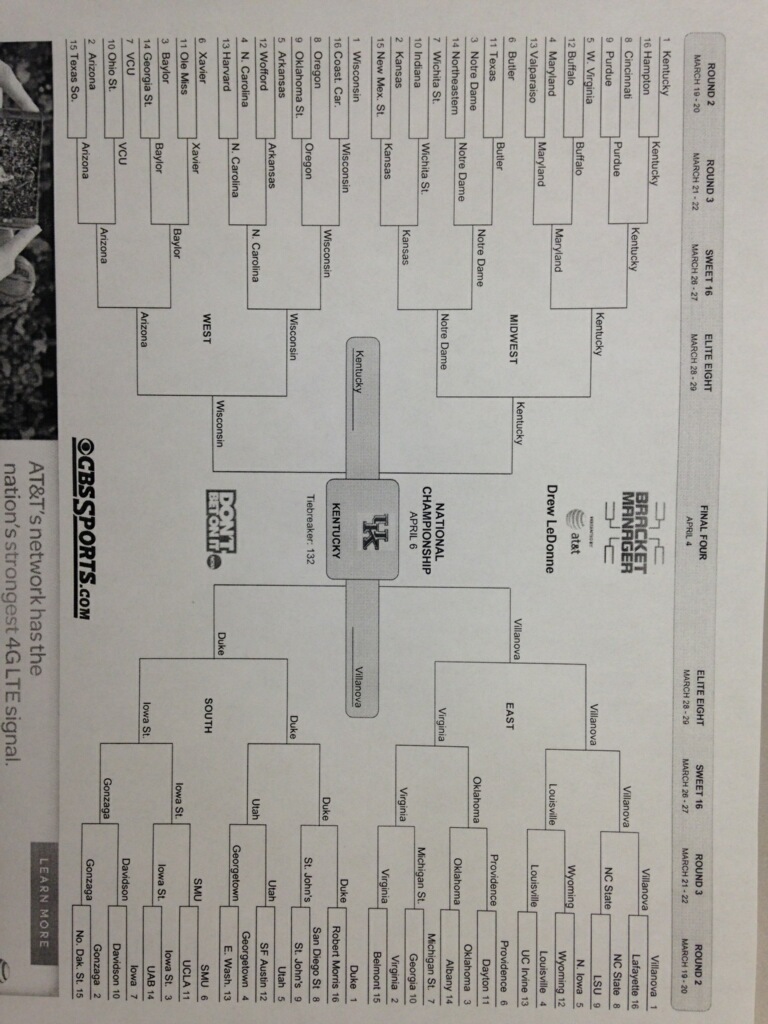 ROUND 2
MARCH 19 - 20
ROUND 3
MARCH 21 - 22
SWEET 16
MARCH 26 - 27
ELITE EIGHT
MARCH 28 - 29
FINAL FOUR
APRIL 4
ELITE EIGHT
MARCH 28 - 29
SWEET 16
MARCH 26 - 27
ROUND 3
MARCH 21 - 22
ROUND 2
MARCH 19 - 20
1 Kentucky
16 Hampton
8 Cincinnati
9 Purdue
5 W. Virginia
12 Buffalo
4 Maryland
13 Valparaiso
6 Butler
11 Texas
3 Notre Dame
14 Northeastern
7 Wichita St.
10 Indiana
2 Kansas
15 New Mex. St.
Kentucky
Purdue
Buffalo
Maryland
Butler
Notre Dame
Wichita St.
Kansas
Kentucky
Maryland
Notre Dame
Kansas
Kentucky
Notre Dame
MIDWEST
Kentucky
1 Wisconsin
16 Coast. Car.
8 Oregon
9 Oklahoma St.
5 Arkansas
12 Wofford
4 N. Carolina
13 Harvard
6 Xavier
11 Ole Miss
3 Baylor
14 Georgia St.
7 VCU
10 Ohio St.
2 Arizona
15 Texas So.
Wisconsin
Oregon
Arkansas
N. Carolina
Xavier
Baylor
VCU
Arizona
Wisconsin
N. Carolina
Baylor
Arizona
Wisconsin
Arizona
WEST
Wisconsin
BRACKET
MANAGER
PRESENTED BY
at&t
Drew LeDonne
NATIONAL
CHAMPIONSHIP
APRIL 6
Kentucky
UK
KENTUCKY
Villanova
Tiebreaker: 132
DON'T
BET ON IT
CBSSPORTS.COM
Villanova 1
Lafayette 16
NC State 8
LSU 9
N. Iowa 5
Wyoming 12
Louisville 4
UC Irvine 13
Providence 6
Dayton 11
Oklahoma 3
Albany 14
Michigan St. 7
Georgia 10
Virginia 2
Belmont 15
Villanova
NC State
Wyoming
Louisville
Providence
Oklahoma
Michigan St.
Virginia
Villanova
Louisville
Oklahoma
Virginia
Villanova
Virginia
EAST
Villanova
Duke 1
Robert Morris 16
San Diego St 8
St. John's 9
Utah 5
SF Austin 12
Georgetown 4
E. Wash. 13
SMU 6
UCLA 11
Iowa St. 3
UAB 14
Iowa 7
Davidson 10
Gonzaga 2
No. Dak. St. 15
Duke
St. John's
Utah
Georgetown
SMU
Iowa St.
Davidson
Gonzaga
Duke
Utah
Iowa St.
Gonzaga
Duke
Iowa St.
SOUTH
Duke
AT&T's network has the
nation's strongest 4G LTE signal.
LEARN MORE